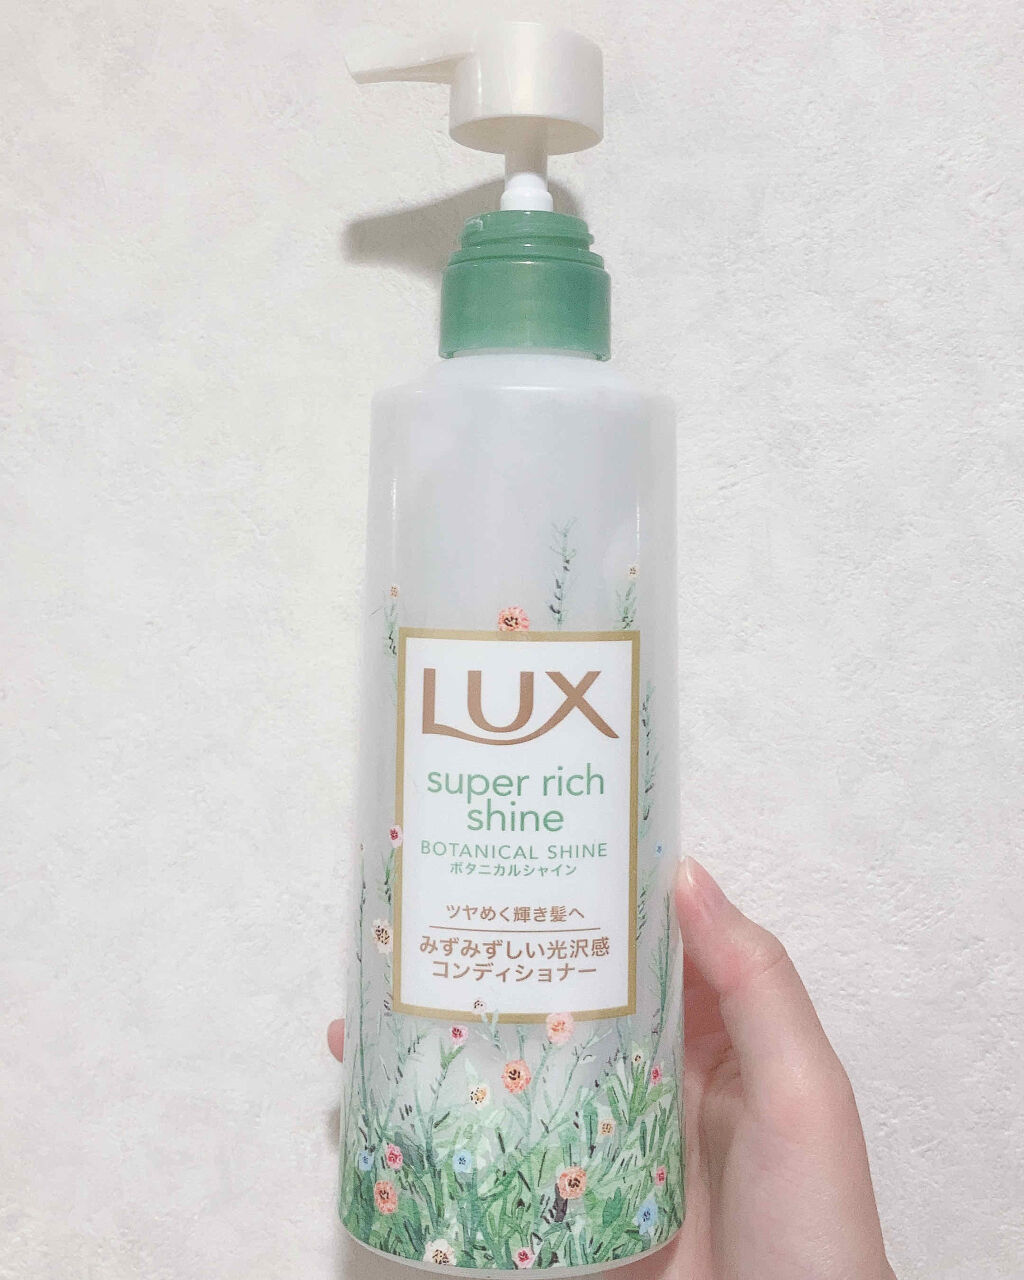 LUX
super rich
shine
BOTANICAL SHINE
ボタニカルシャイン
ツヤめく輝き髪へ
みずみずしい光沢感
コンディショナー